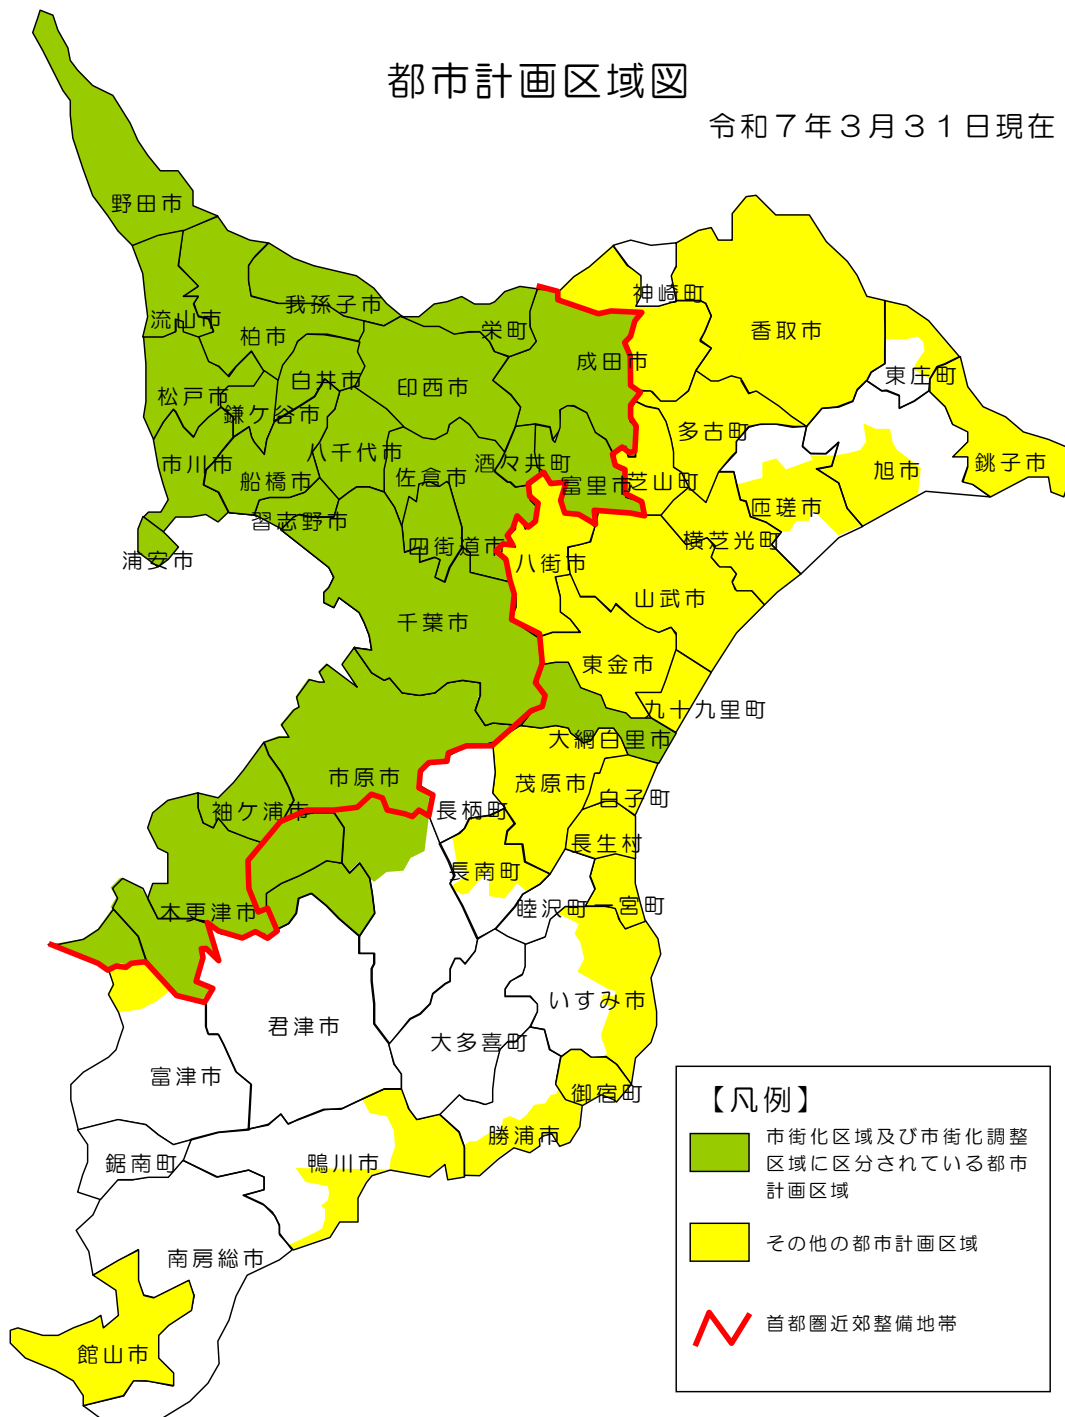 都市計画区域図
令和７年３月３１日現在
野田市
流山市
我孫子市
柏市
栄町
神崎町
香取市
成田市
東庄町
松戸市
白井市
印西市
鎌ケ谷市
多古町
市川市
船橋市
八千代市
佐倉市
酒々井町
富里市
芝山町
旭市
銚子市
習志野市
四街道市
匝瑳市
横芝光町
浦安市
八街市
山武市
千葉市
東金市
九十九里町
大網白里市
市原市
茂原市
白子町
袖ケ浦市
長柄町
長生村
長南町
木更津市
睦沢町
一宮町
いすみ市
君津市
大多喜町
富津市
御宿町
勝浦市
鋸南町
鴨川市
南房総市
館山市
【凡例】
市街化区域及び市街化調整
区域に区分されている都市
計画区域
その他の都市計画区域
首都圏近郊整備地帯